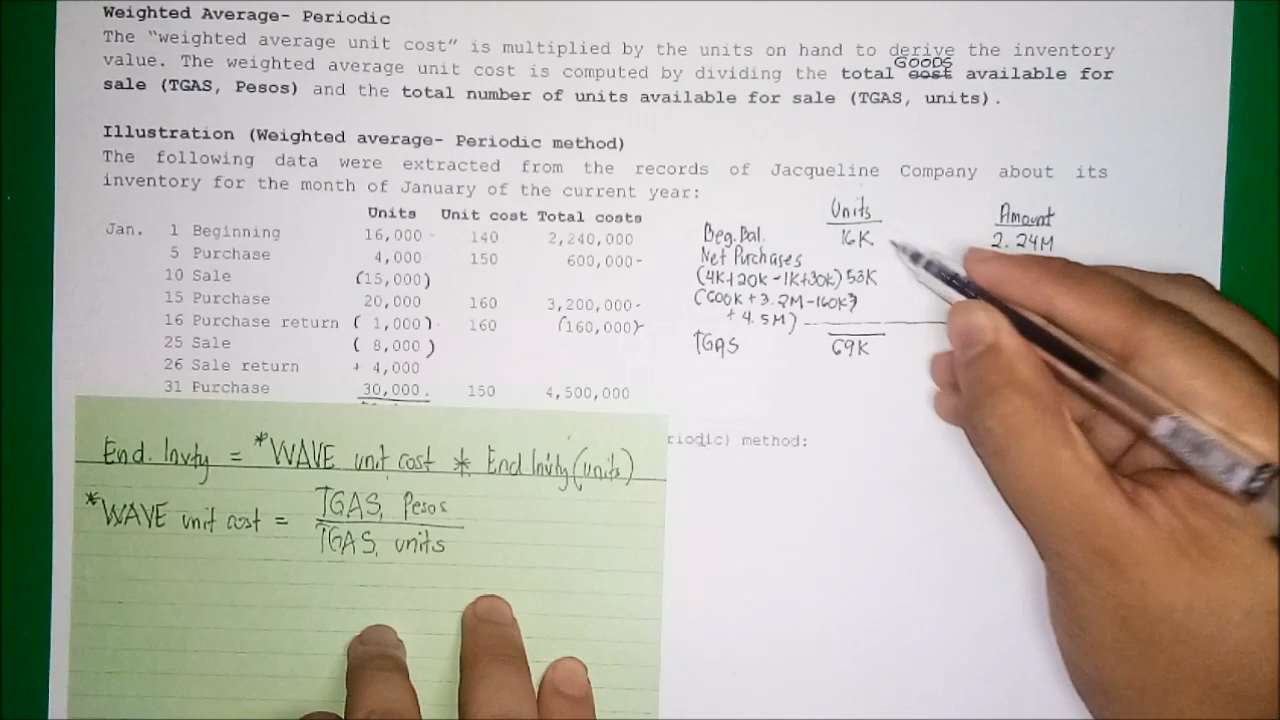 Weighted Average- Periodic
The "weighted average unit cost" is multiplied by the units on hand to derive the inventory
GOODS
value. The weighted average unit cost is computed by dividing the total cost available for
sale (TGAS, Pesos) and the total number of units available for sale (TGAS, units).
Illustration (Weighted average- Periodic method)
The following data were extracted from the records of Jacqueline Company about its
inventory for the month of January of the current year:
Units Unit cost Total costs
Jan. 1 Beginning 16,000 140 2,240,000
5 Purchase 4,000 150 600,000
10 Sale (15,000)
15 Purchase 20,000 160 3,200,000
16 Purchase return ( 1,000) 160 (160,000)
25 Sale ( 8,000 )
26 Sale return + 4,000
31 Purchase 30,000 150 4,500,000
Units Amount
Beg. Bal. 16K 2.24M
Net Purchases
(4K+20K-1K+30K) 53K
(600K + 3.2M-160K
+ 4.5M)
TGAS 69K
riodic) method:
End. Invty = *WAVE unit cost * End Invty (units)
*WAVE unit cost = TGAS, Pesos
TGAS, units